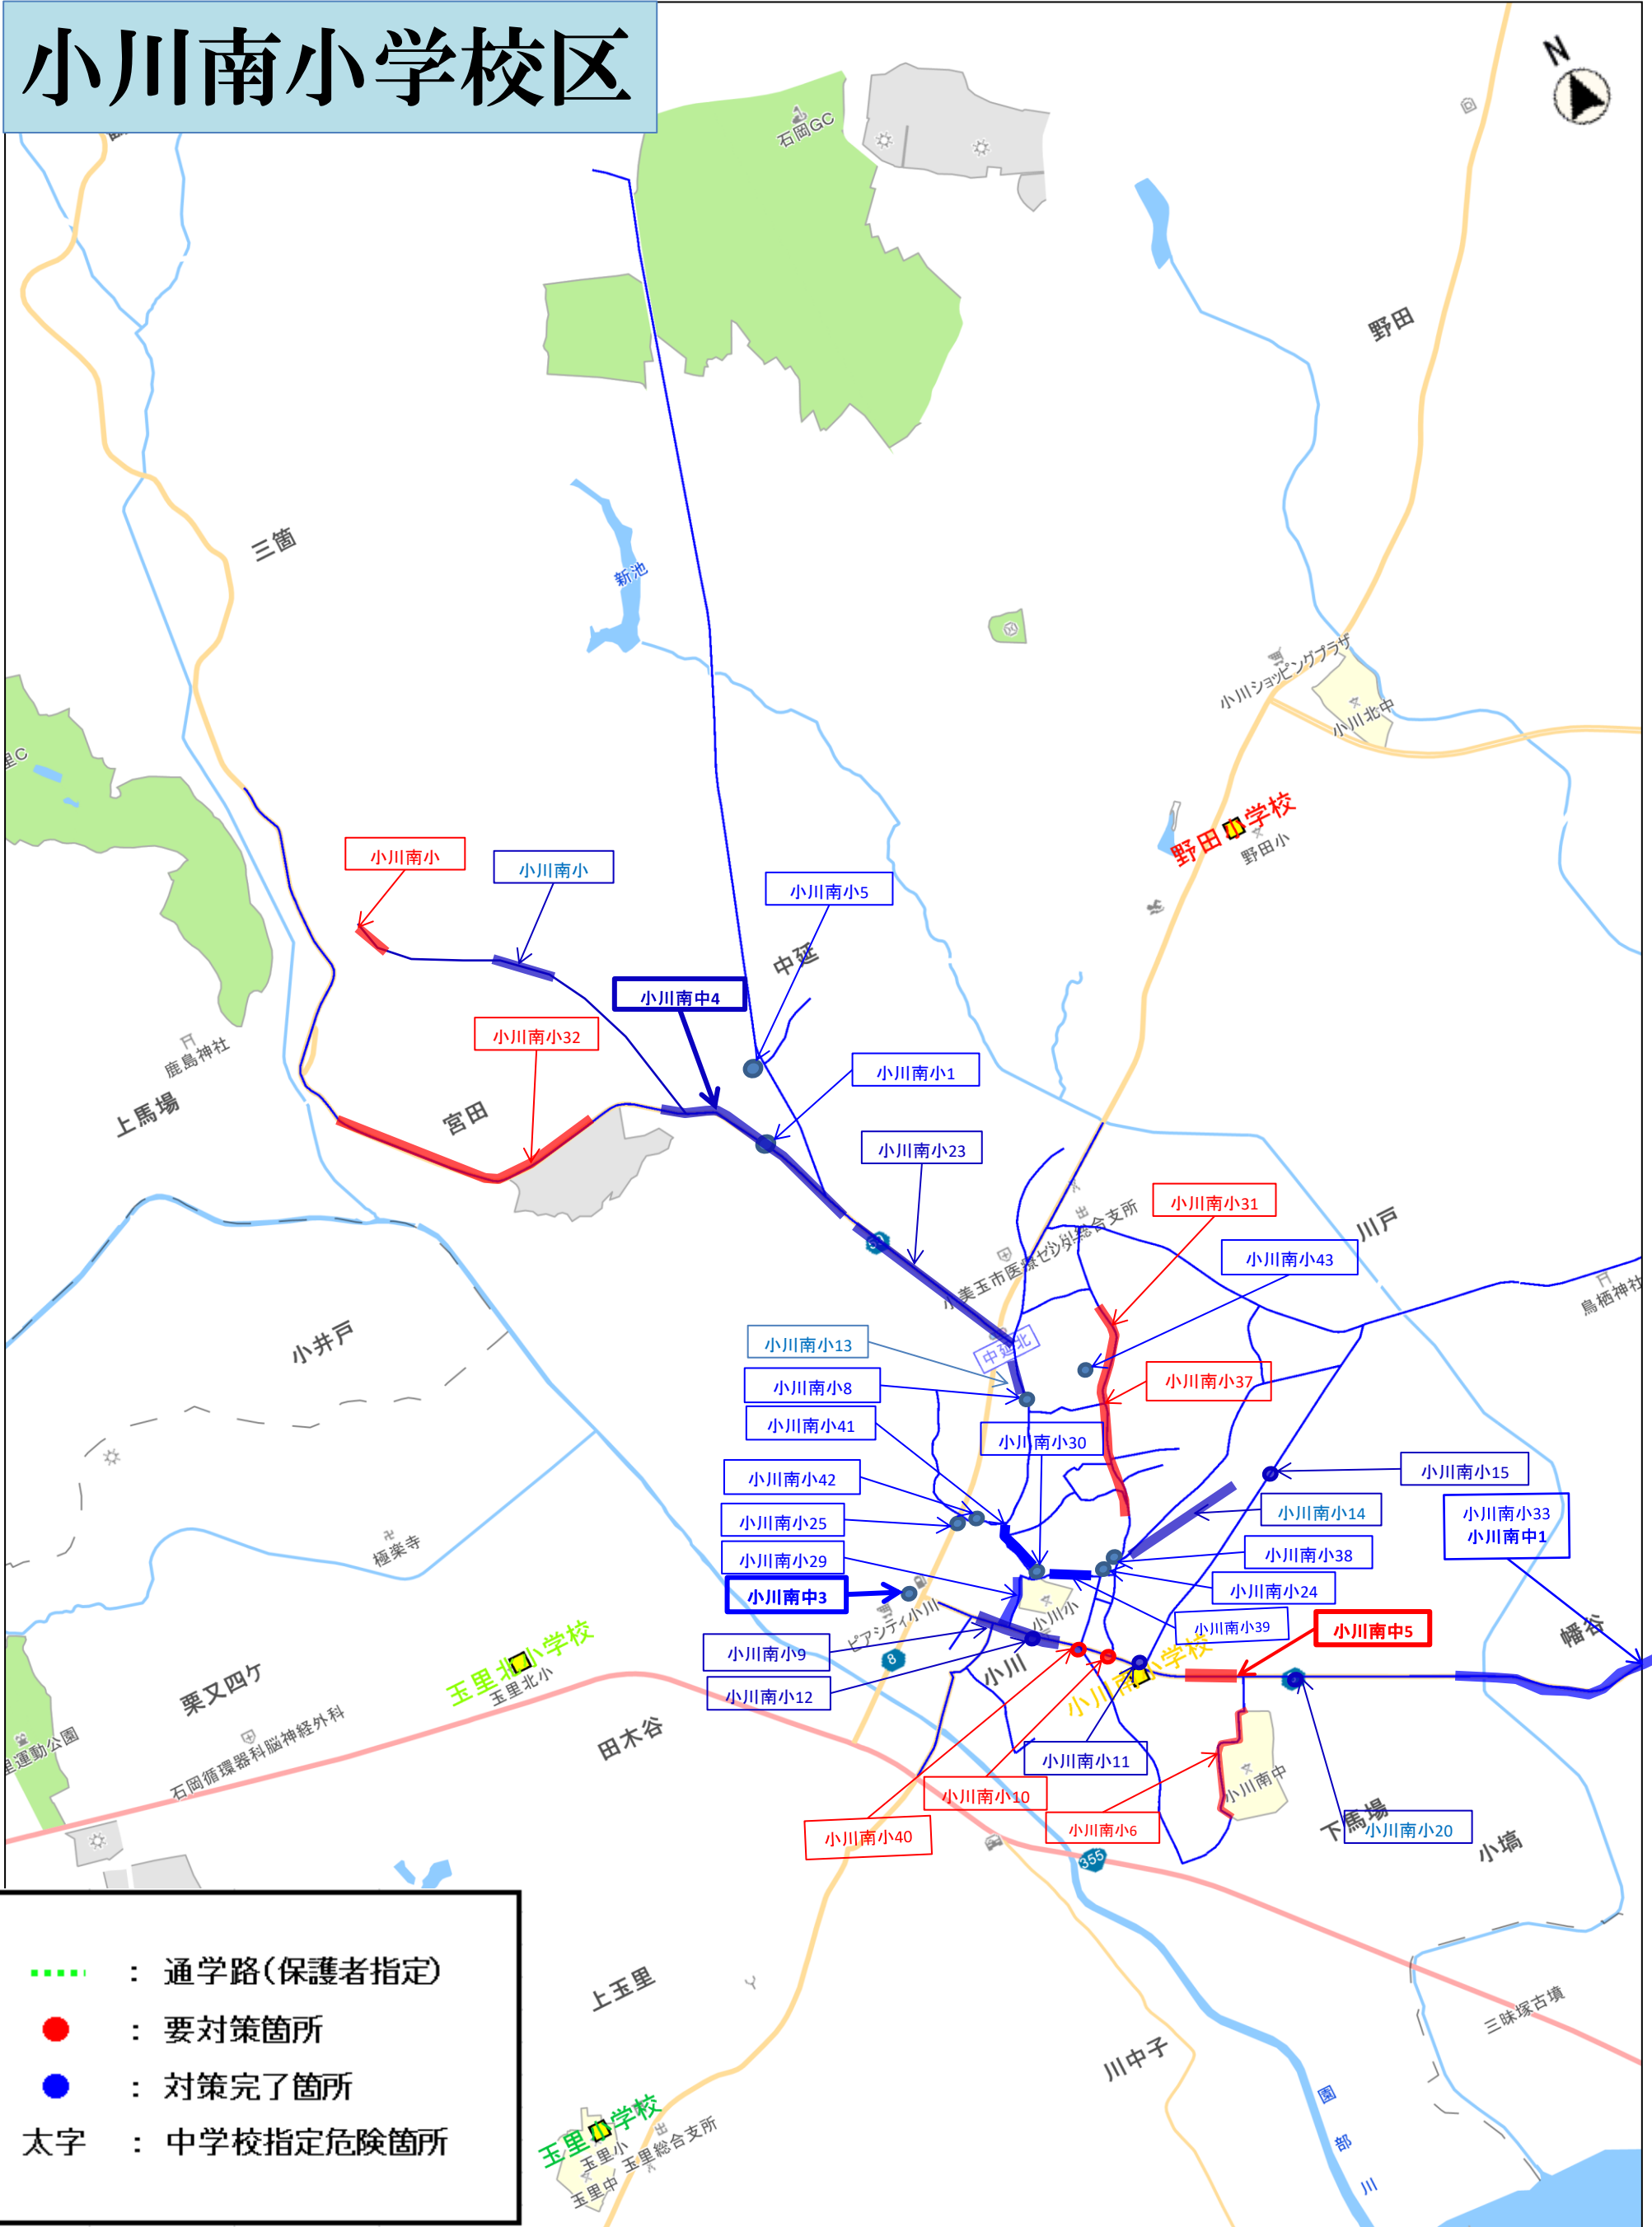 小川南小学校区
N
石岡GC
野田
三箇
新池
小川ショッピングプラザ
小川北中
里C
野田小学校
野田小
小川南小
小川南小
小川南小5
中延
小川南中4
小川南小32
小川南小1
鹿島神社
上馬場
宮田
小川南小23
小川南小31
川戸
小川総合支所
小美玉市医療センター
小川南小43
鳥栖神社
小井戸
小川南小13
中延北
小川南小8
小川南小37
小川南小41
小川南小30
小川南小42
小川南小15
小川南小25
小川南小14
小川南小33
小川南中1
極楽寺
小川南小29
小川南小38
小川南中3
小川南小24
ピアシティ小川
小川小
小川南小39
小川南中5
幡谷
小川南小9
8
小川
小川南小学校
玉里北小学校
玉里北小
栗又四ケ
小川南小12
田木谷
里運動公園
石岡循環器科脳神経外科
小川南小11
小川南小10
小川南中
小川南小40
小川南小6
下馬場
小川南小20
小塙
355
通学路(保護者指定)
: 要対策箇所
: 対策完了箇所
太字 : 中学校指定危険箇所
上玉里
三昧塚古墳
川中子
園部川
玉里小学校
玉里小
玉里総合支所
玉里中